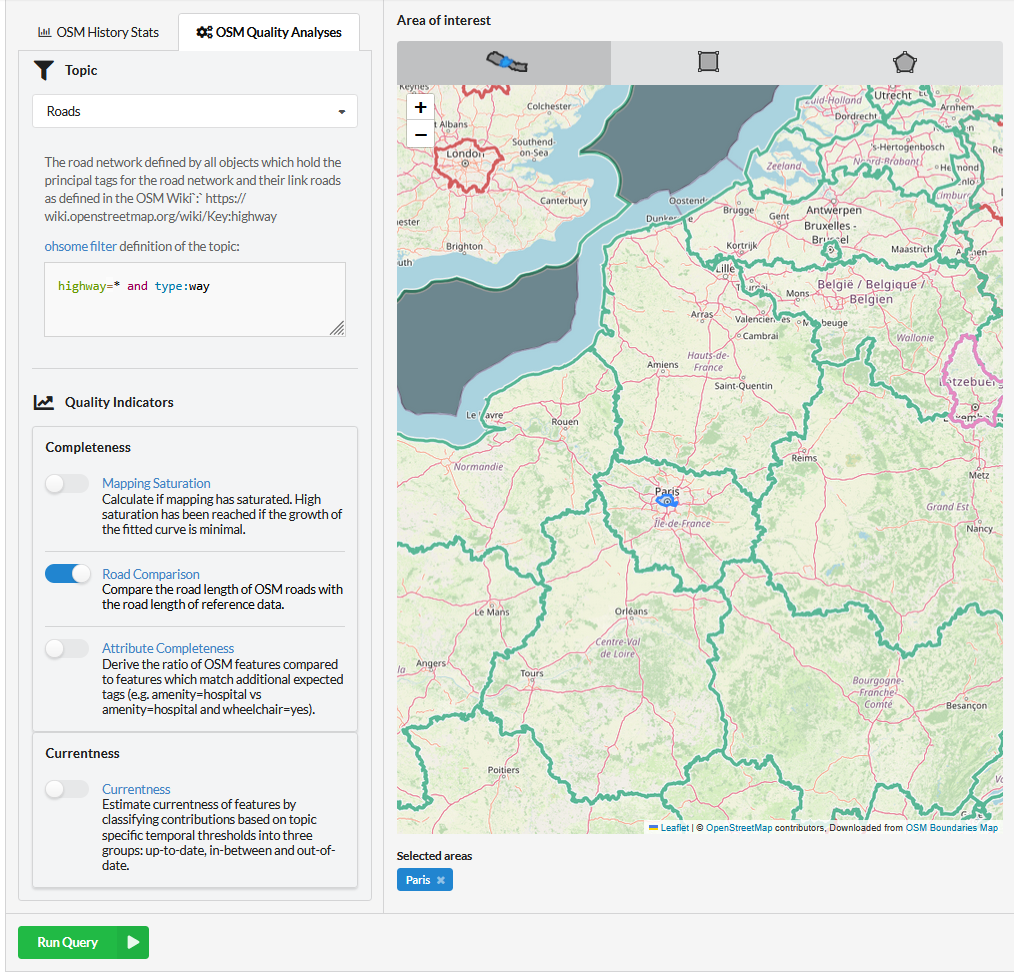 OSM History Stats
OSM Quality Analyses
Topic
Roads
The road network defined by all objects which hold the
principal tags for the road network and their link roads
as defined in the OSM Wiki`:` https://
wiki.openstreetmap.org/wiki/Key:highway
ohsome filter definition of the topic:
highway=* and type:way
Quality Indicators
Completeness
Mapping Saturation
Calculate if mapping has saturated. High
saturation has been reached if the growth of
the fitted curve is minimal.
Road Comparison
Compare the road length of OSM roads with
the road length of reference data.
Attribute Completeness
Derive the ratio of OSM features compared
to features which match additional expected
tags (e.g. amenity=hospital vs
amenity=hospital and wheelchair=yes).
Currentness
Currentness
Estimate currentness of features by
classifying contributions based on topic
specific temporal thresholds into three
groups: up-to-date, in-between and out-of-
date.
Run Query
Area of interest
+
−
Colchester
Albans
London
Southend-
on-Sea
Canterbury
Brighton
Utrecht
Arnhem
Zuid-Holland
Dordrecht
's-Hertogenbosch
Noord-Brabant
Zeeland
Limburg
Oostend
Brugge
Gent
Antwerpen
Bruxelles -
Brussel
Kortrijk
Maastricht
Lille
Mons
België / Belgique /
Belgien
Arras
Cambrai
Wallonie
Amiens
Hauts-de-
France
Saint-Quentin
Rouen
Reims
Normandie
Metz
Paris
Île-de-France
Grand Est
Nancy
Le Mans
Orléans
Centre-Val
de Loire
Angers
Tours
Bourgogne-
Franche-
Comté
Besançon
Poitiers
Leaflet | © OpenStreetMap contributors, Downloaded from OSM Boundaries Map
Selected areas
Paris ×